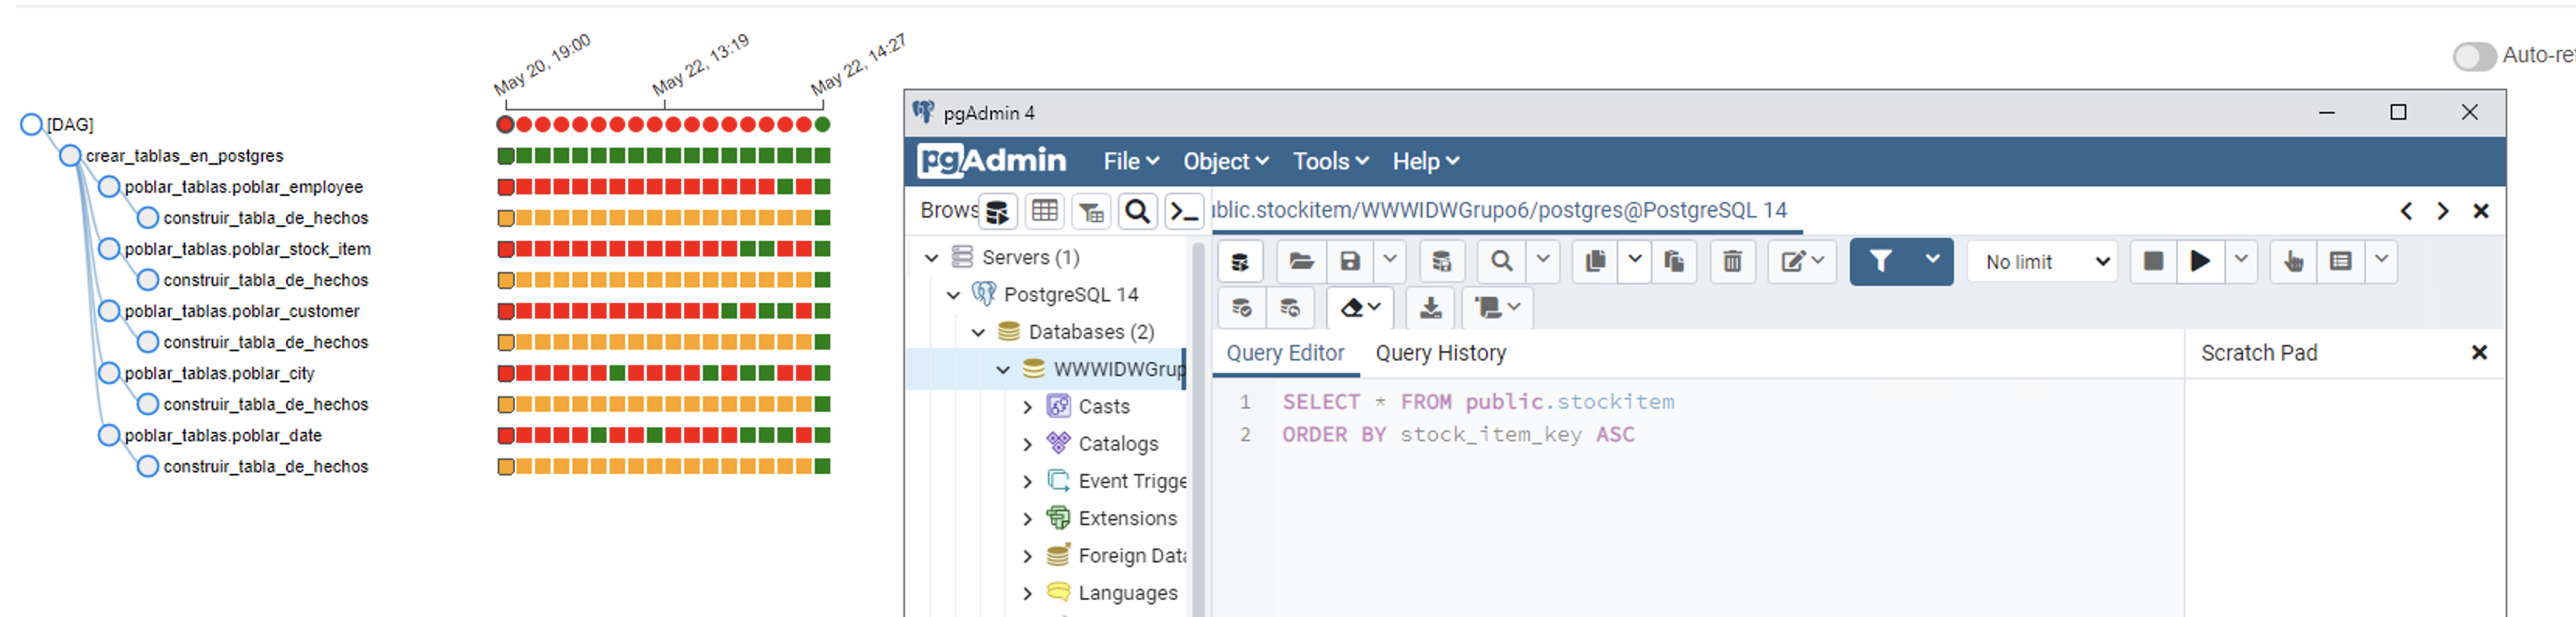 May 20, 19:00
May 22, 13:19
May 22, 14:27
Auto-re
[DAG]
crear_tablas_en_postgres
poblar_tablas.poblar_employee
construir_tabla_de_hechos
poblar_tablas.poblar_stock_item
construir_tabla_de_hechos
poblar_tablas.poblar_customer
construir_tabla_de_hechos
poblar_tablas.poblar_city
construir_tabla_de_hechos
poblar_tablas.poblar_date
construir_tabla_de_hechos
pgAdmin 4
pgAdmin File Object Tools Help
Brows
ublic.stockitem/WWWIDWGrupo6/postgres@PostgreSQL 14
Servers (1)
PostgreSQL 14
Databases (2)
WWWIDWGrup
Casts
Catalogs
Event Trigge
Extensions
Foreign Data
Languages
No limit
Query Editor Query History
Scratch Pad
1 SELECT * FROM public.stockitem
2 ORDER BY stock_item_key ASC